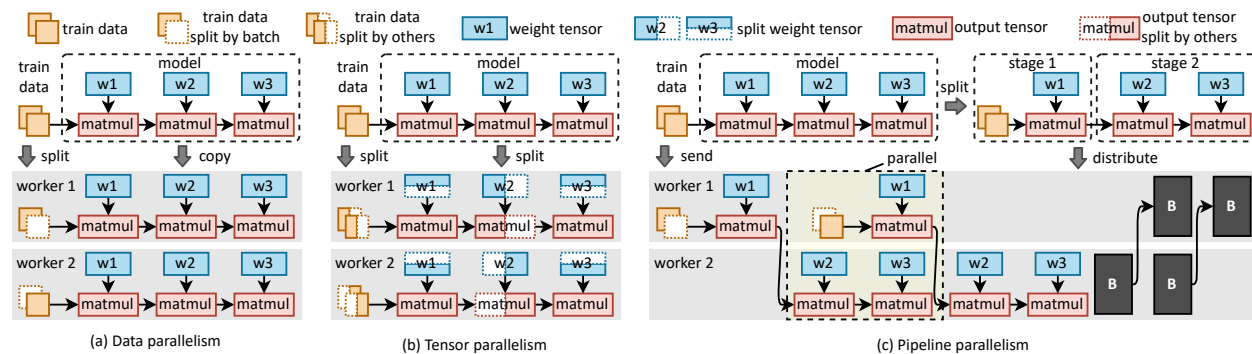 train data
train data
split by batch
train data
split by others
w1 weight tensor
w2 w3 split weight tensor
matmul output tensor
matmul output tensor
split by others
train
data
model
w1 w2 w3
matmul matmul matmul
split copy
worker 1
w1 w2 w3
matmul matmul matmul
worker 2
w1 w2 w3
matmul matmul matmul
(a) Data parallelism
train
data
model
w1 w2 w3
matmul matmul matmul
split split
worker 1
w1 w2 w3
matmul matmul matmul
worker 2
w1 w2 w3
matmul matmul matmul
(b) Tensor parallelism
train
data
model
w1 w2 w3
matmul matmul matmul
split
stage 1 stage 2
w1 w2 w3
matmul matmul matmul
send parallel distribute
worker 1
w1 w1
matmul matmul
B B
worker 2
w2 w3 w2 w3
matmul matmul matmul matmul
B B
(c) Pipeline parallelism